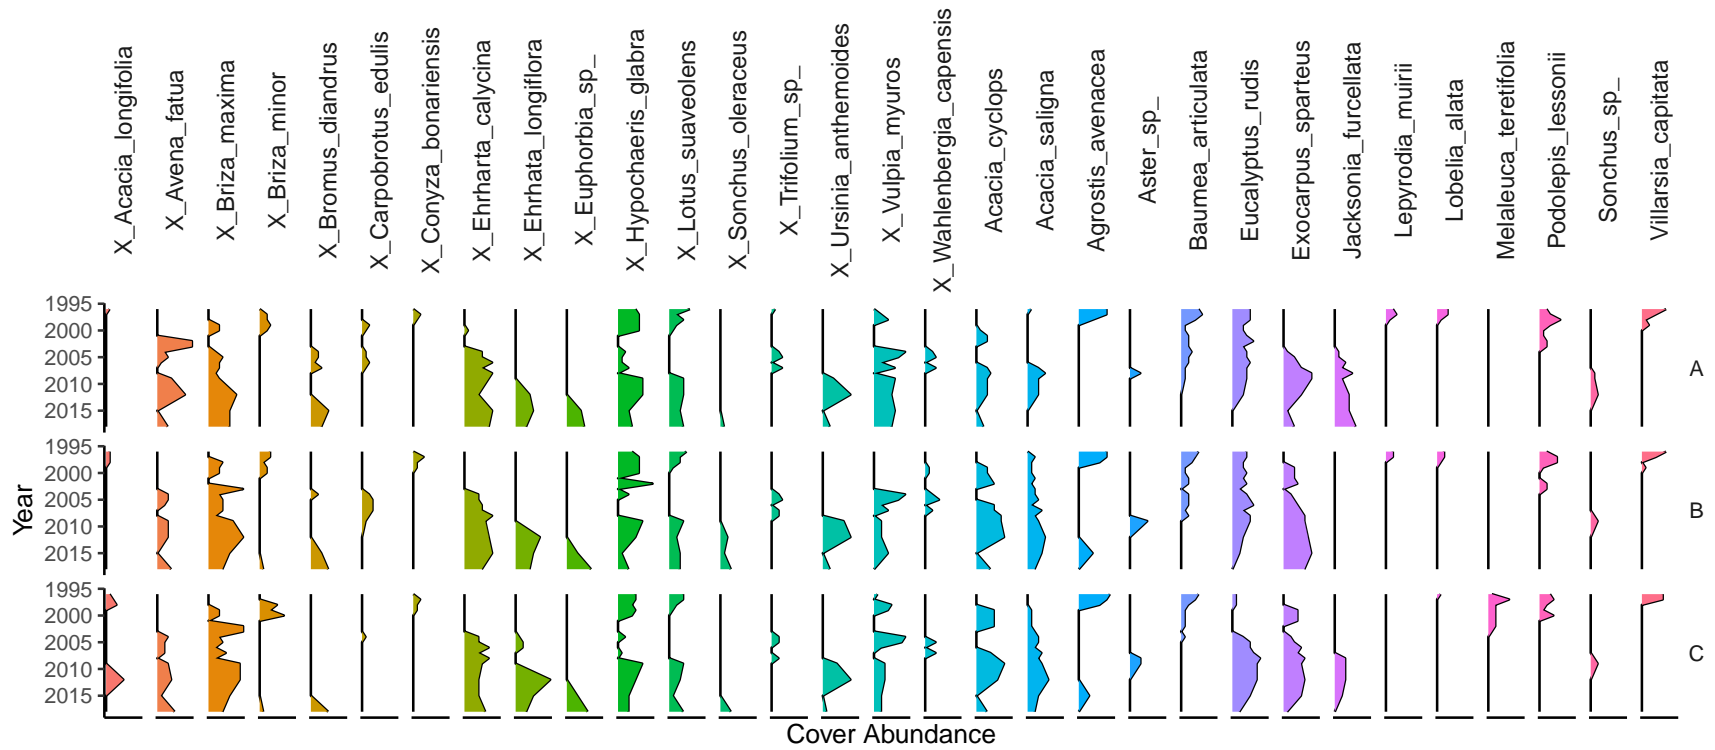 X_Acacia_longifolia
X_Avena_fatua
X_Briza_maxima
X_Briza_minor
X_Bromus_diandrus
X_Carpobrotus_edulis
X_Conyza_bonariensis
X_Ehrharta_calycina
X_Ehrhata_longiflora
X_Euphorbia_sp_
X_Hypochaeris_glabra
X_Lotus_suaveolens
X_Sonchus_oleraceus
X_Trifolium_sp_
X_Ursinia_anthemoides
X_Vulpia_myuros
X_Wahlenbergia_capensis
Acacia_cyclops
Acacia_saligna
Agrostis_avenacea
Aster_sp_
Baumea_articulata
Eucalyptus_rudis
Exocarpus_sparteus
Jacksonia_furcellata
Lepyrodia_muirii
Lobelia_alata
Melaleuca_teretifolia
Podolepis_lessonii
Sonchus_sp_
Villarsia_capitata
Year
1995
2000
2005
2010
2015
A
1995
2000
2005
2010
2015
B
1995
2000
2005
2010
2015
C
Cover Abundance